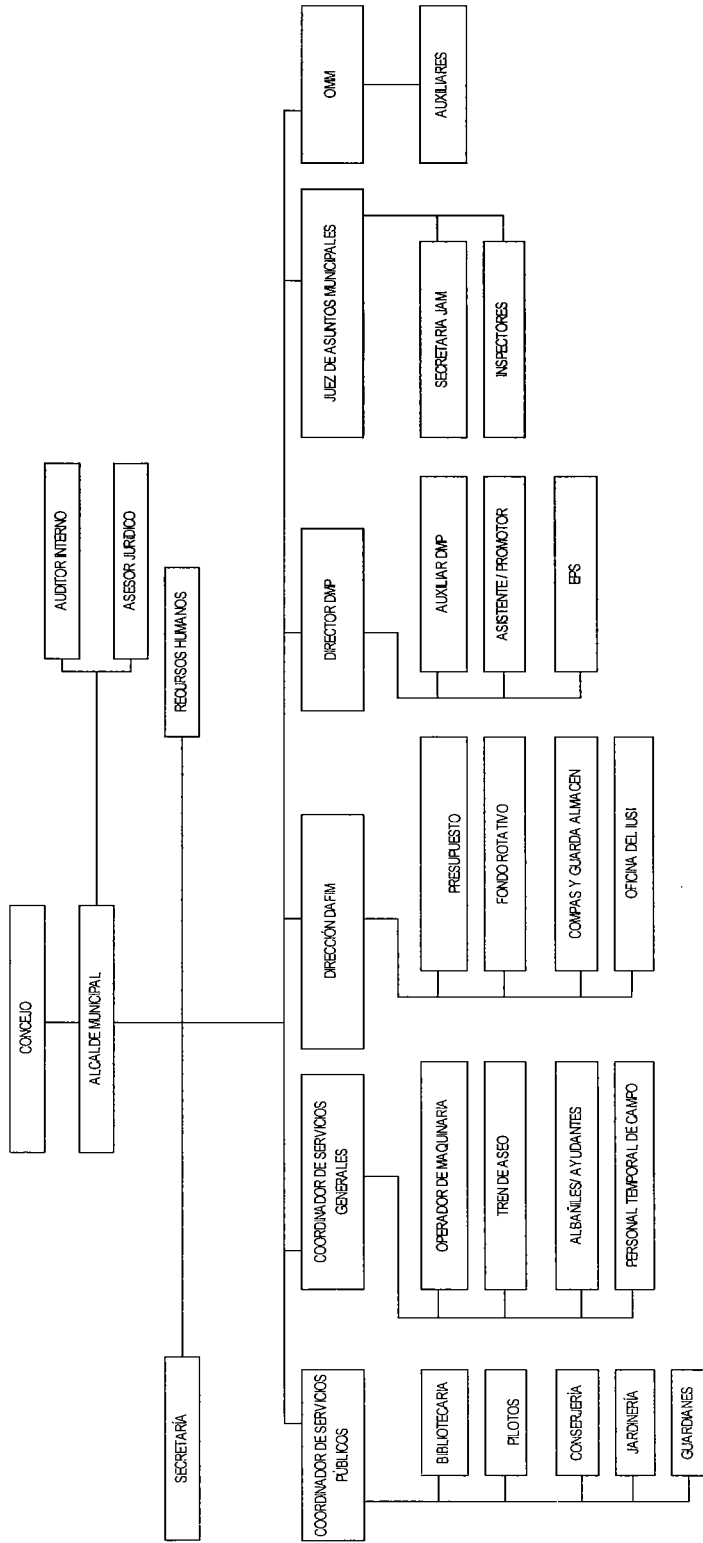 CONCEJO
ALCALDE MUNICIPAL
AUDITOR INTERNO
ASESOR JURIDICO
SECRETARÍA
RECURSOS HUMANOS
COORDINADOR DE SERVICIOS
PÚBLICOS
BIBLIOTECARIA
PILOTOS
CONSERJERÍA
JARDINERÍA
GUARDIANES
COORDINADOR DE SERVICIOS
GENERALES
OPERADOR DE MAQUINARIA
TREN DE ASEO
ALBAÑILES/ AYUDANTES
PERSONAL TEMPORAL DE CAMPO
DIRECCIÓN DAFIM
PRESUPUESTO
FONDO ROTATIVO
COMPAS Y GUARDA ALMACEN
OFICINA DEL IUSI
DIRECTOR DMP
AUXILIAR DMP
ASISTENTE / PROMOTOR
EPS
JUEZ DE ASUNTOS MUNICIPALES
SECRETARIA JAM
INSPECTORES
OMM
AUXILIARES